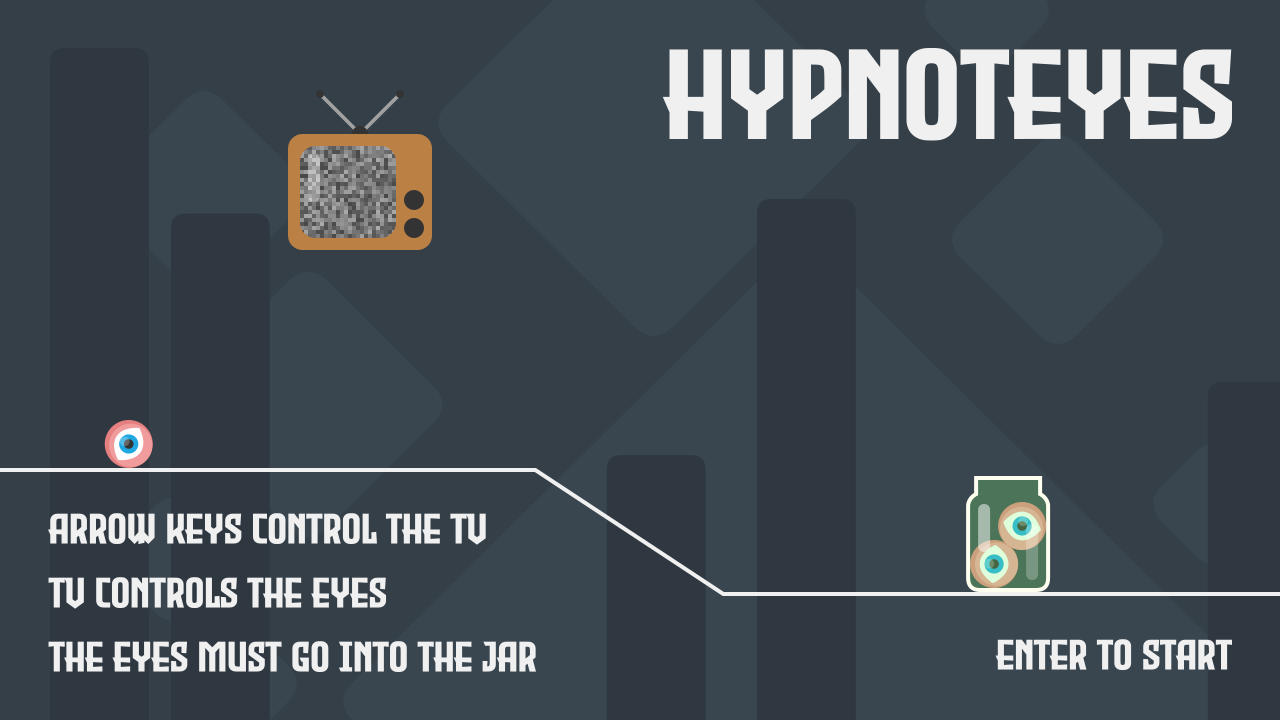 HYPNOTEYES
ARROW KEYS CONTROL THE TV
TV CONTROLS THE EYES
THE EYES MUST GO INTO THE JAR
ENTER TO START